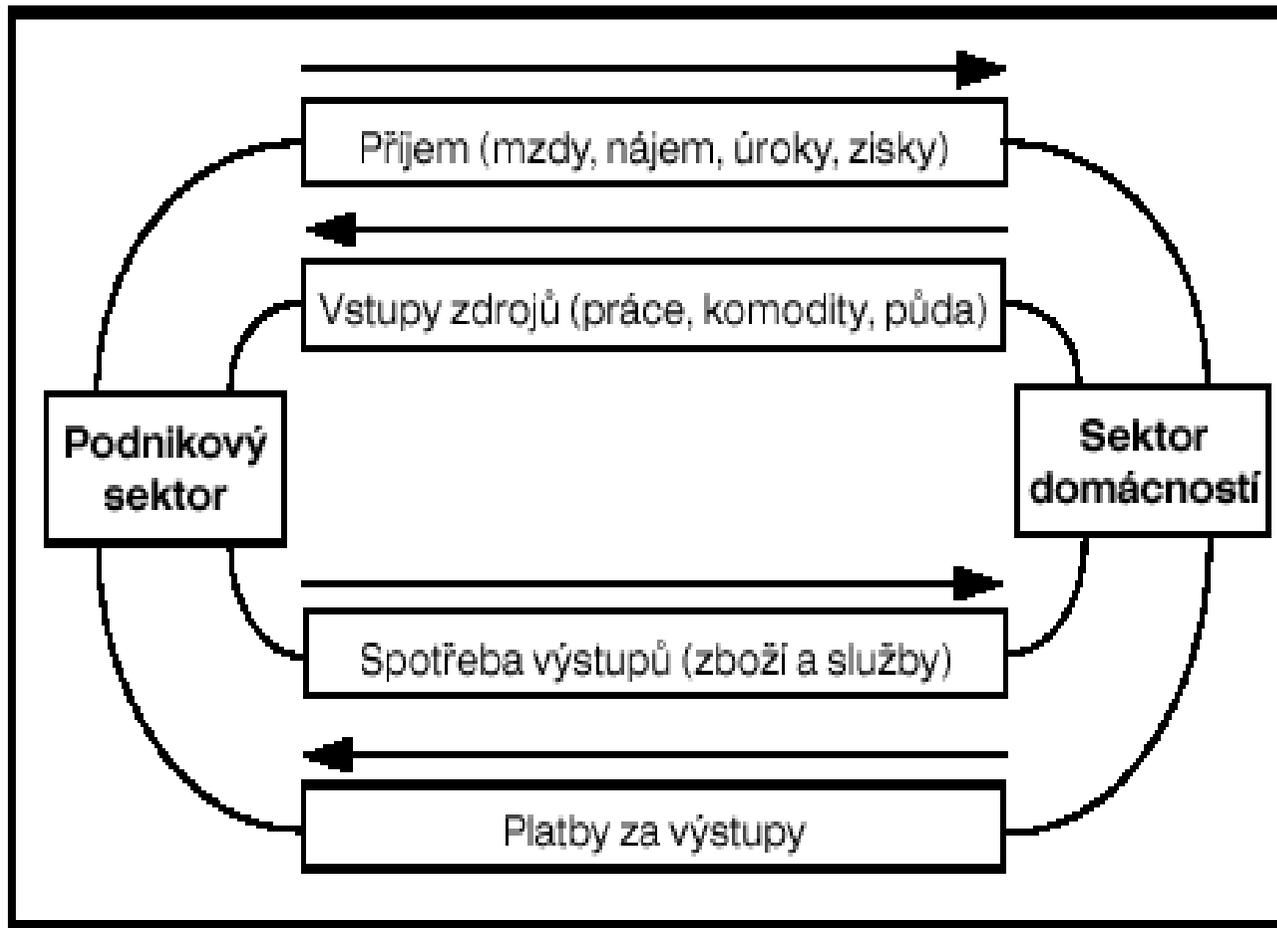 Příjem (mzdy, nájem, úroky, zisky)
Vstupy zdrojů (práce, komodity, půda)
Podnikový
sektor
Sektor
domácností
Spotřeba výstupů (zboží a služby)
Platby za výstupy